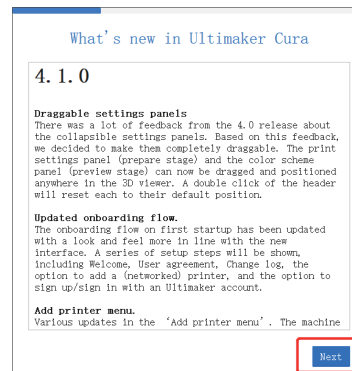 What's new in Ultimaker Cura
4.1.0
Draggable settings panels
There was a lot of feedback from the 4.0 release about
the collapsible settings panels. Based on this feedback,
we decided to make them completely draggable. The print
settings panel (prepare stage) and the color scheme
panel (preview stage) can now be dragged and positioned
anywhere in the 3D viewer. A double click of the header
will reset each to their default position.
Updated onboarding flow.
The onboarding flow on first startup has been updated
with a look and feel more in line with the new
interface. A series of setup steps will be shown,
including Welcome, User agreement, Change log, the
option to add a (networked) printer, and the option to
sign up/sign in with an Ultimaker account.
Add printer menu.
Various updates in the ‘Add printer menu’. The machine
Next